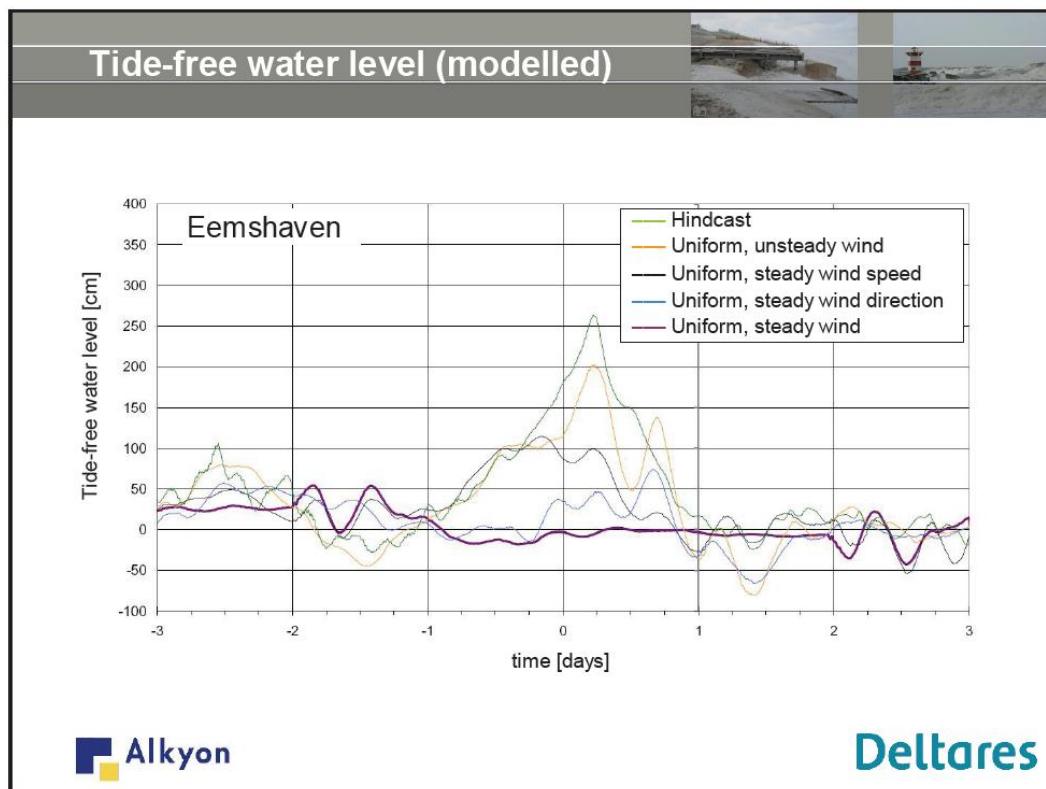 Tide-free water level (modelled)
Eemshaven
Hindcast
Uniform, unsteady wind
Uniform, steady wind speed
Uniform, steady wind direction
Uniform, steady wind
Tide-free water level [cm]
400
350
300
250
200
150
100
50
0
-50
-100
-3
-2
-1
0
1
2
3
time [days]
Alkyon
Deltares